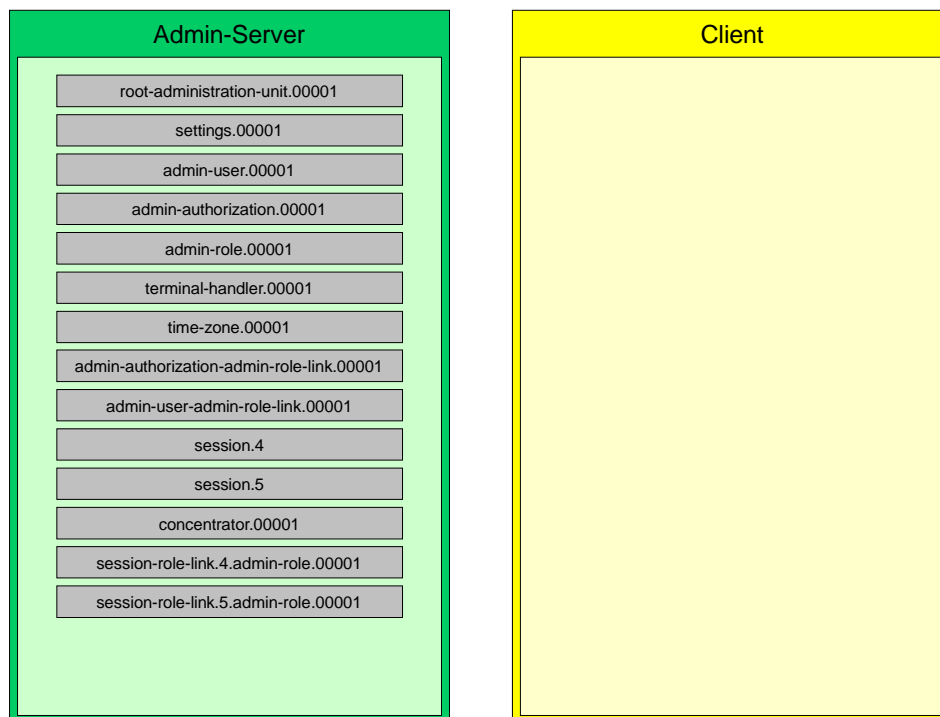 Admin-Server
root-administration-unit.00001
settings.00001
admin-user.00001
admin-authorization.00001
admin-role.00001
terminal-handler.00001
time-zone.00001
admin-authorization-admin-role-link.00001
admin-user-admin-role-link.00001
session.4
session.5
concentrator.00001
session-role-link.4.admin-role.00001
session-role-link.5.admin-role.00001
Client